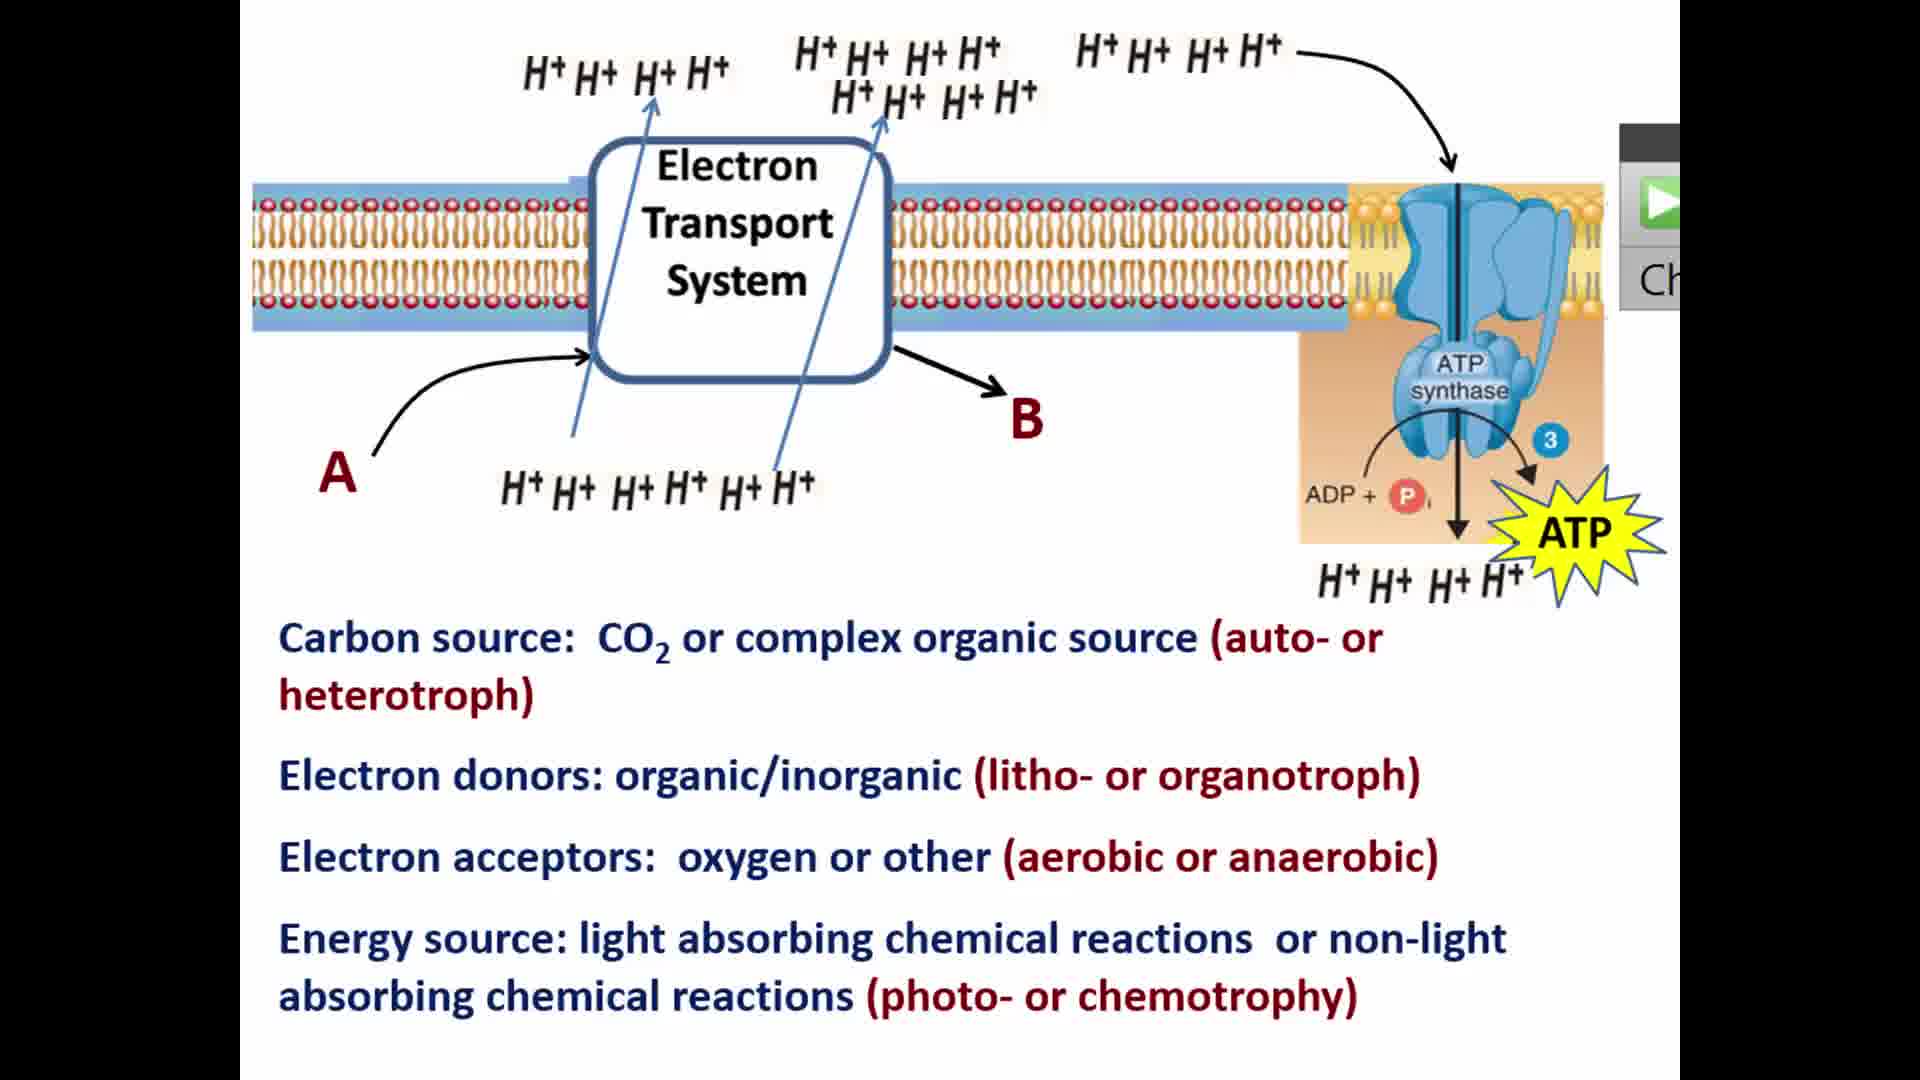 H⁺ H⁺ H⁺ H⁺
H⁺ H⁺ H⁺ H⁺
H⁺ H⁺ H⁺ H⁺
H⁺ H⁺ H⁺ H⁺
Electron
Transport
System
Ch
ATP
synthase
A
B
3
H⁺ H⁺ H⁺ H⁺ H⁺ H⁺
ADP + Pᵢ
ATP
H⁺ H⁺ H⁺ H⁺
Carbon source: CO₂ or complex organic source (auto- or
heterotroph)
Electron donors: organic/inorganic (litho- or organotroph)
Electron acceptors: oxygen or other (aerobic or anaerobic)
Energy source: light absorbing chemical reactions or non-light
absorbing chemical reactions (photo- or chemotrophy)